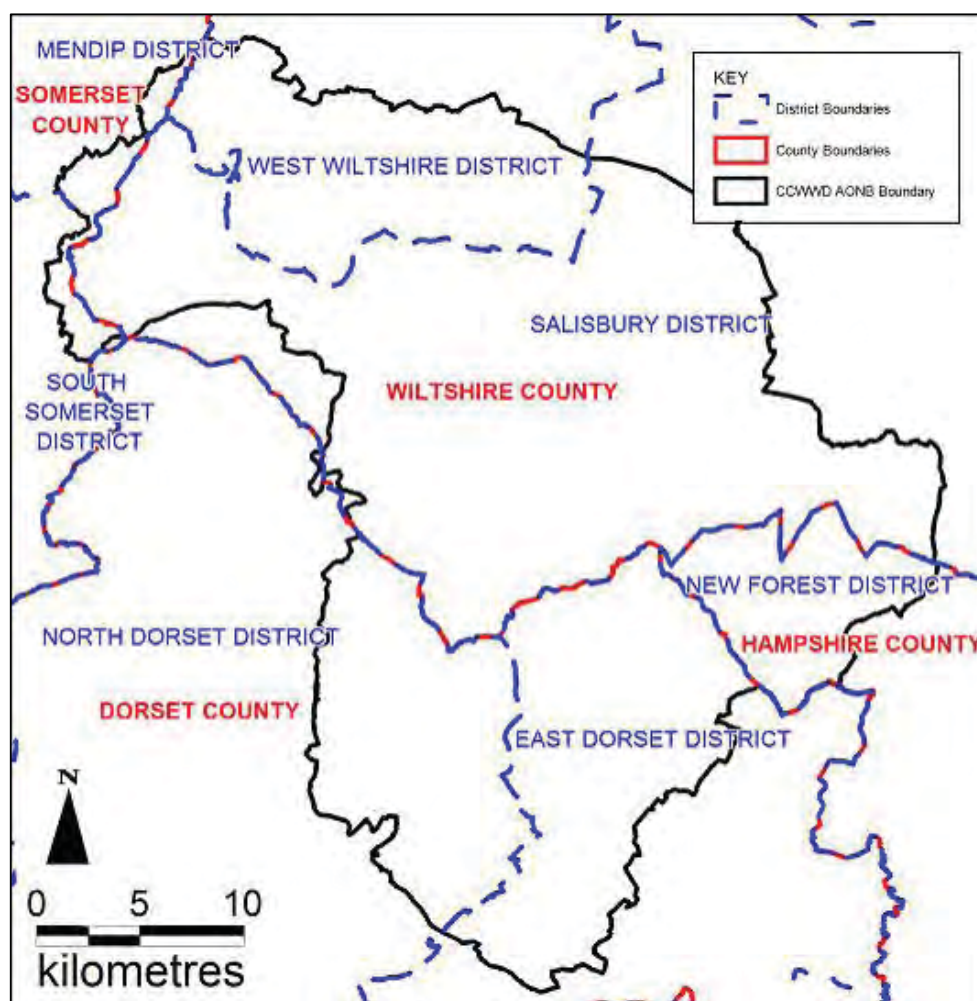 MENDIP DISTRICT
SOMERSET
COUNTY
KEY
District Boundaries
County Boundaries
CCWWD AONB Boundary
WEST WILTSHIRE DISTRICT
SALISBURY DISTRICT
SOUTH
SOMERSET
DISTRICT
WILTSHIRE COUNTY
NEW FOREST DISTRICT
NORTH DORSET DISTRICT
HAMPSHIRE COUNTY
DORSET COUNTY
EAST DORSET DISTRICT
N
0 5 10
kilometres